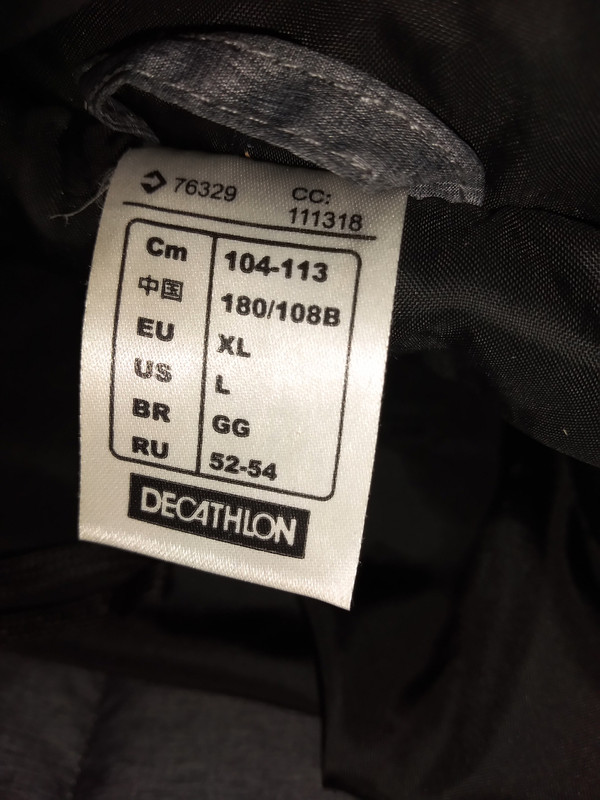 76329 CC:
111318
Cm 104-113
中国 180/108B
EU XL
US L
BR GG
RU 52-54
DECATHLON